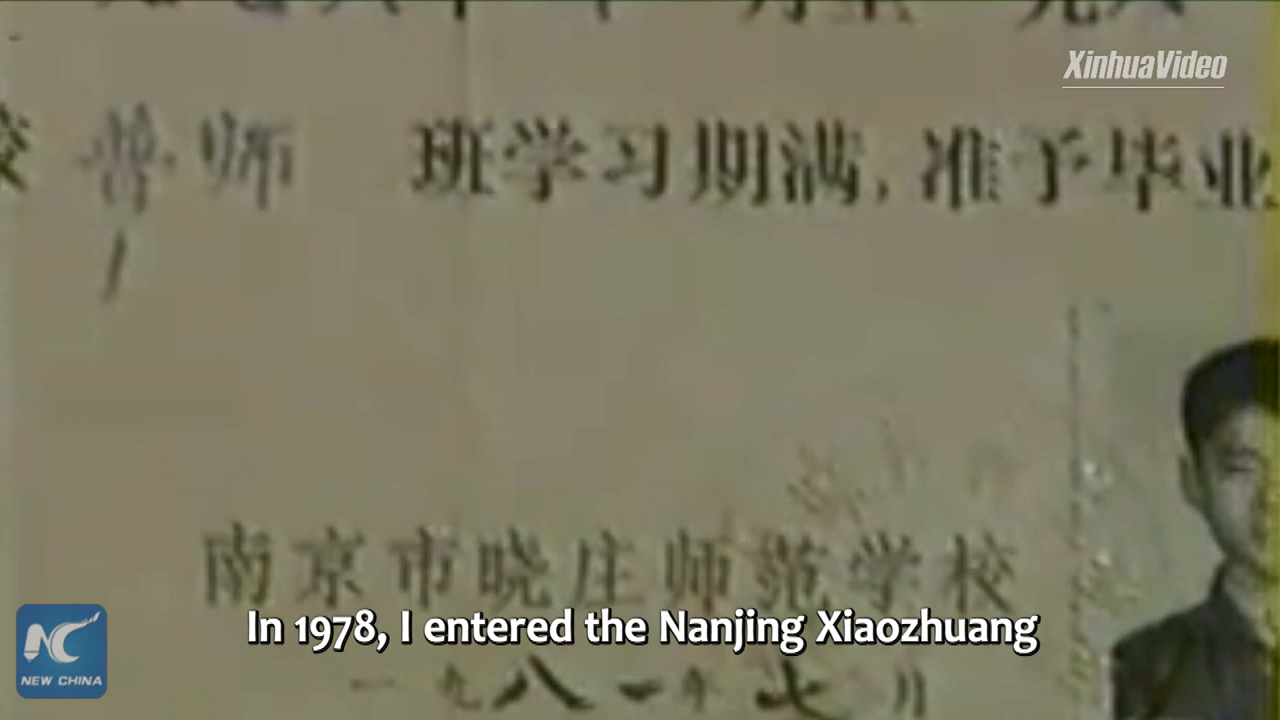 XinhuaVideo
普师 班学习期满,准予毕业
南京市晓庄师范学校
In 1978, I entered the Nanjing Xiaozhuang
一九八一年七月
NC
NEW CHINA